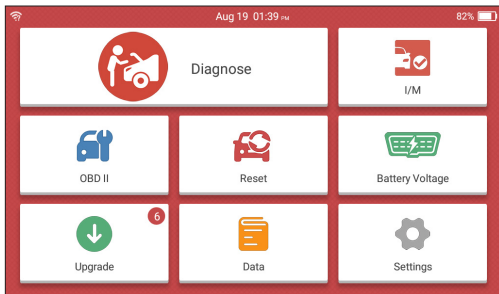 Aug 19 01:39 PM
82%
Diagnose
I/M
OBD II
Reset
Battery Voltage
6
Upgrade
Data
Settings